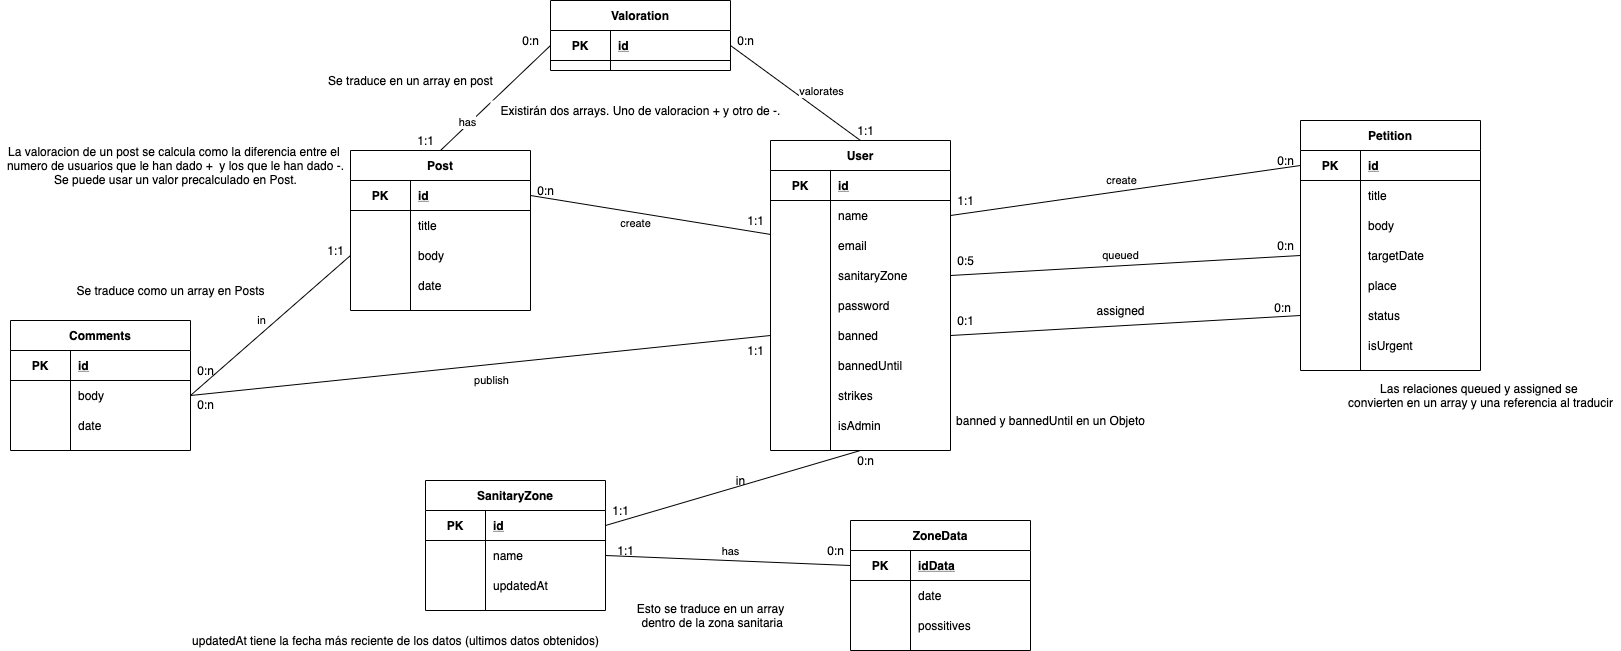 Valoration
PK id
0:n
0:n
Se traduce en un array en post
valorates
Existirán dos arrays. Uno de valoracion + y otro de -.
has
1:1
1:1
La valoracion de un post se calcula como la diferencia entre el
numero de usuarios que le han dado + y los que le han dado -.
Se puede usar un valor precalculado en Post.
Post
PK id
title
body
date
0:n
create
1:1
User
PK id
name
email
sanitaryZone
password
banned
bannedUntil
strikes
isAdmin
Petition
PK id
title
body
targetDate
place
status
isUrgent
1:1
create
0:n
0:5
queued
0:n
0:1
assigned
0:n
Las relaciones queued y assigned se
convierten en un array y una referencia al traducir
banned y bannedUntil en un Objeto
1:1
Se traduce como un array en Posts
in
0:n
Comments
PK id
body
date
0:n
publish
1:1
0:n
in
1:1
SanitaryZone
PK id
name
updatedAt
1:1
has
0:n
ZoneData
PK idData
date
possitives
Esto se traduce en un array
dentro de la zona sanitaria
updatedAt tiene la fecha más reciente de los datos (ultimos datos obtenidos)